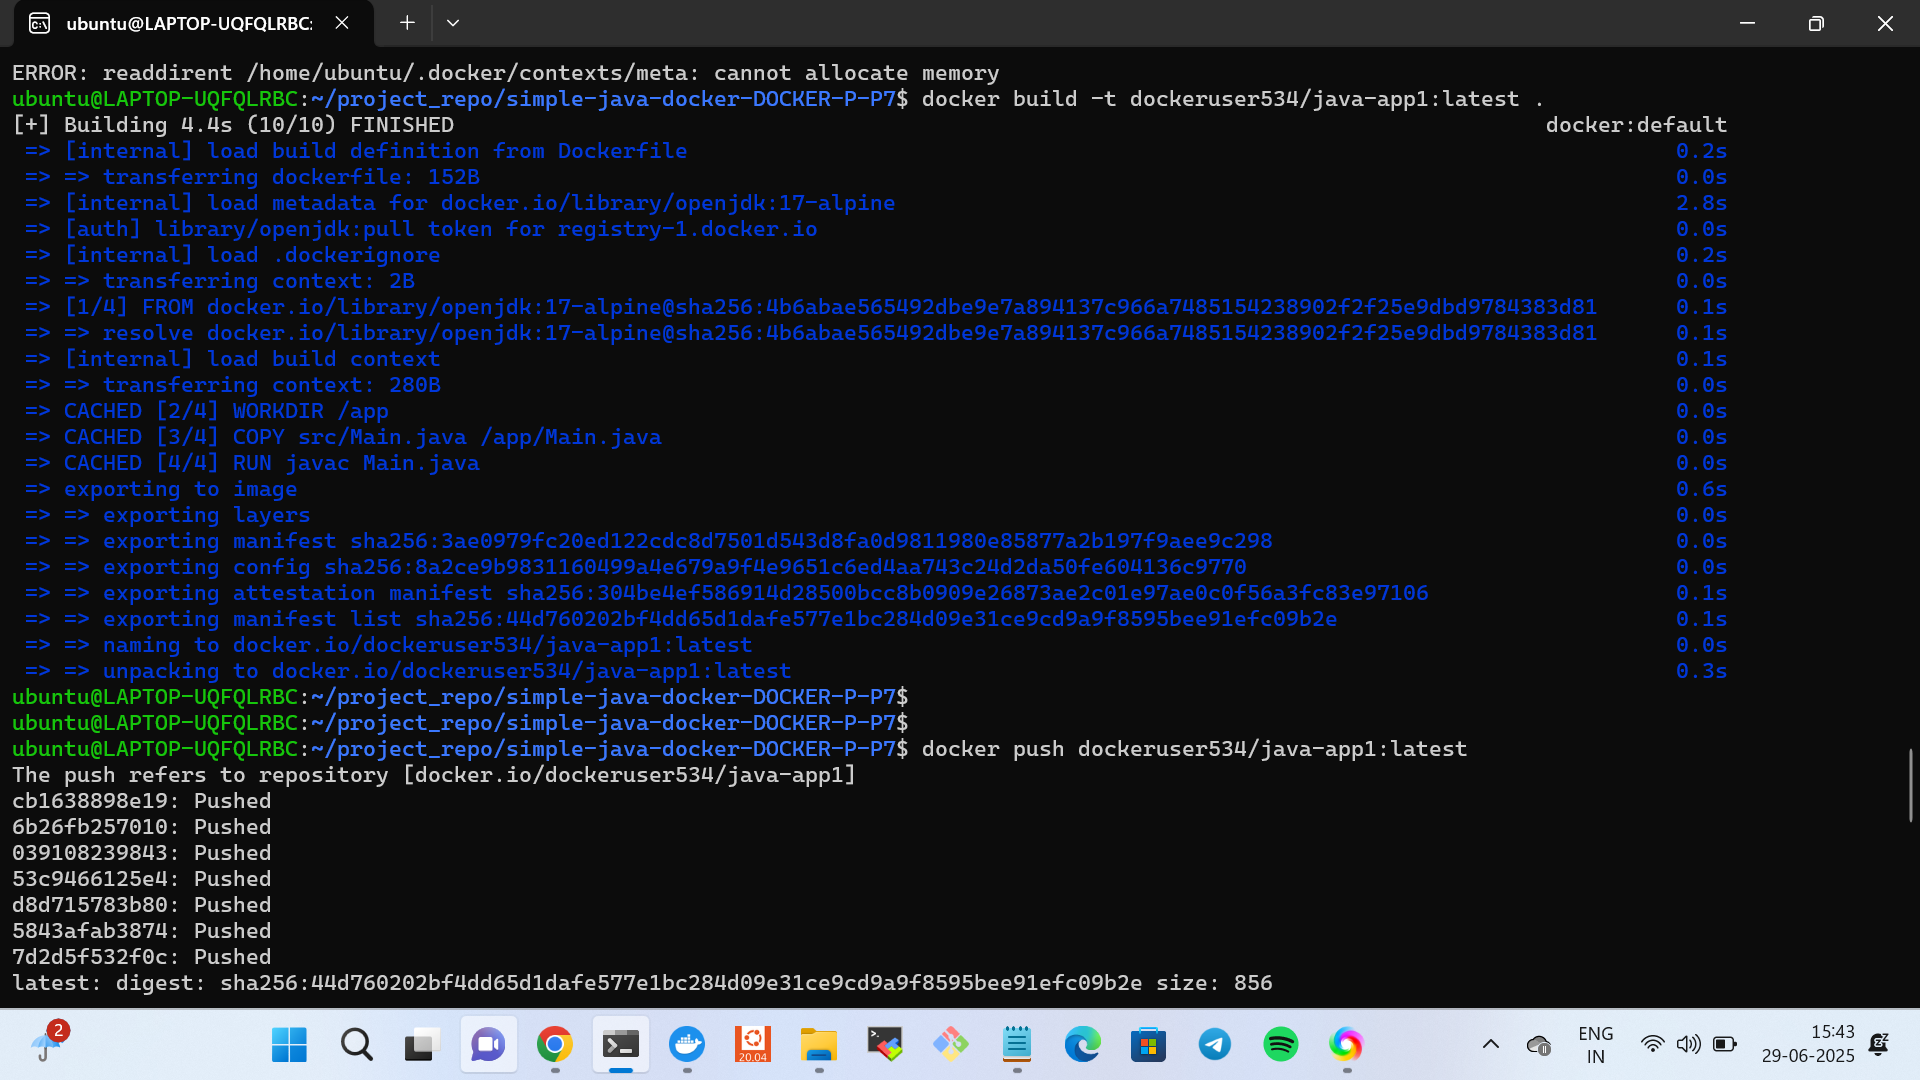 ubuntu@LAPTOP-UQFQLRBC:
ERROR: readdirent /home/ubuntu/.docker/contexts/meta: cannot allocate memory
ubuntu@LAPTOP-UQFQLRBC:~/project_repo/simple-java-docker-DOCKER-P-P7$ docker build -t dockeruser534/java-app1:latest .
[+] Building 4.4s (10/10) FINISHED docker:default
=> [internal] load build definition from Dockerfile 0.2s
=> => transferring dockerfile: 152B 0.0s
=> [internal] load metadata for docker.io/library/openjdk:17-alpine 2.8s
=> [auth] library/openjdk:pull token for registry-1.docker.io 0.0s
=> [internal] load .dockerignore 0.2s
=> => transferring context: 2B 0.0s
=> [1/4] FROM docker.io/library/openjdk:17-alpine@sha256:4b6abae565492dbe9e7a894137c966a7485154238902f2f25e9dbd9784383d81 0.1s
=> => resolve docker.io/library/openjdk:17-alpine@sha256:4b6abae565492dbe9e7a894137c966a7485154238902f2f25e9dbd9784383d81 0.1s
=> [internal] load build context 0.1s
=> => transferring context: 280B 0.0s
=> CACHED [2/4] WORKDIR /app 0.0s
=> CACHED [3/4] COPY src/Main.java /app/Main.java 0.0s
=> CACHED [4/4] RUN javac Main.java 0.0s
=> exporting to image 0.6s
=> => exporting layers 0.0s
=> => exporting manifest sha256:3ae0979fc20ed122cdc8d7501d543d8fa0d9811980e85877a2b197f9aee9c298 0.0s
=> => exporting config sha256:8a2ce9b9831160499a4e679a9f4e9651c6ed4aa743c24d2da50fe604136c9770 0.0s
=> => exporting attestation manifest sha256:304be4ef586914d28500bcc8b0909e26873ae2c01e97ae0c0f56a3fc83e97106 0.1s
=> => exporting manifest list sha256:44d760202bf4dd65d1dafe577e1bc284d09e31ce9cd9a9f8595bee91efc09b2e 0.1s
=> => naming to docker.io/dockeruser534/java-app1:latest 0.0s
=> => unpacking to docker.io/dockeruser534/java-app1:latest 0.3s
ubuntu@LAPTOP-UQFQLRBC:~/project_repo/simple-java-docker-DOCKER-P-P7$
ubuntu@LAPTOP-UQFQLRBC:~/project_repo/simple-java-docker-DOCKER-P-P7$
ubuntu@LAPTOP-UQFQLRBC:~/project_repo/simple-java-docker-DOCKER-P-P7$ docker push dockeruser534/java-app1:latest
The push refers to repository [docker.io/dockeruser534/java-app1]
cb1638898e19: Pushed
6b26fb257010: Pushed
039108239843: Pushed
53c9466125e4: Pushed
d8d715783b80: Pushed
5843afab3874: Pushed
7d2d5f532f0c: Pushed
latest: digest: sha256:44d760202bf4dd65d1dafe577e1bc284d09e31ce9cd9a9f8595bee91efc09b2e size: 856
2
20.04
ENG
IN
15:43
29-06-2025